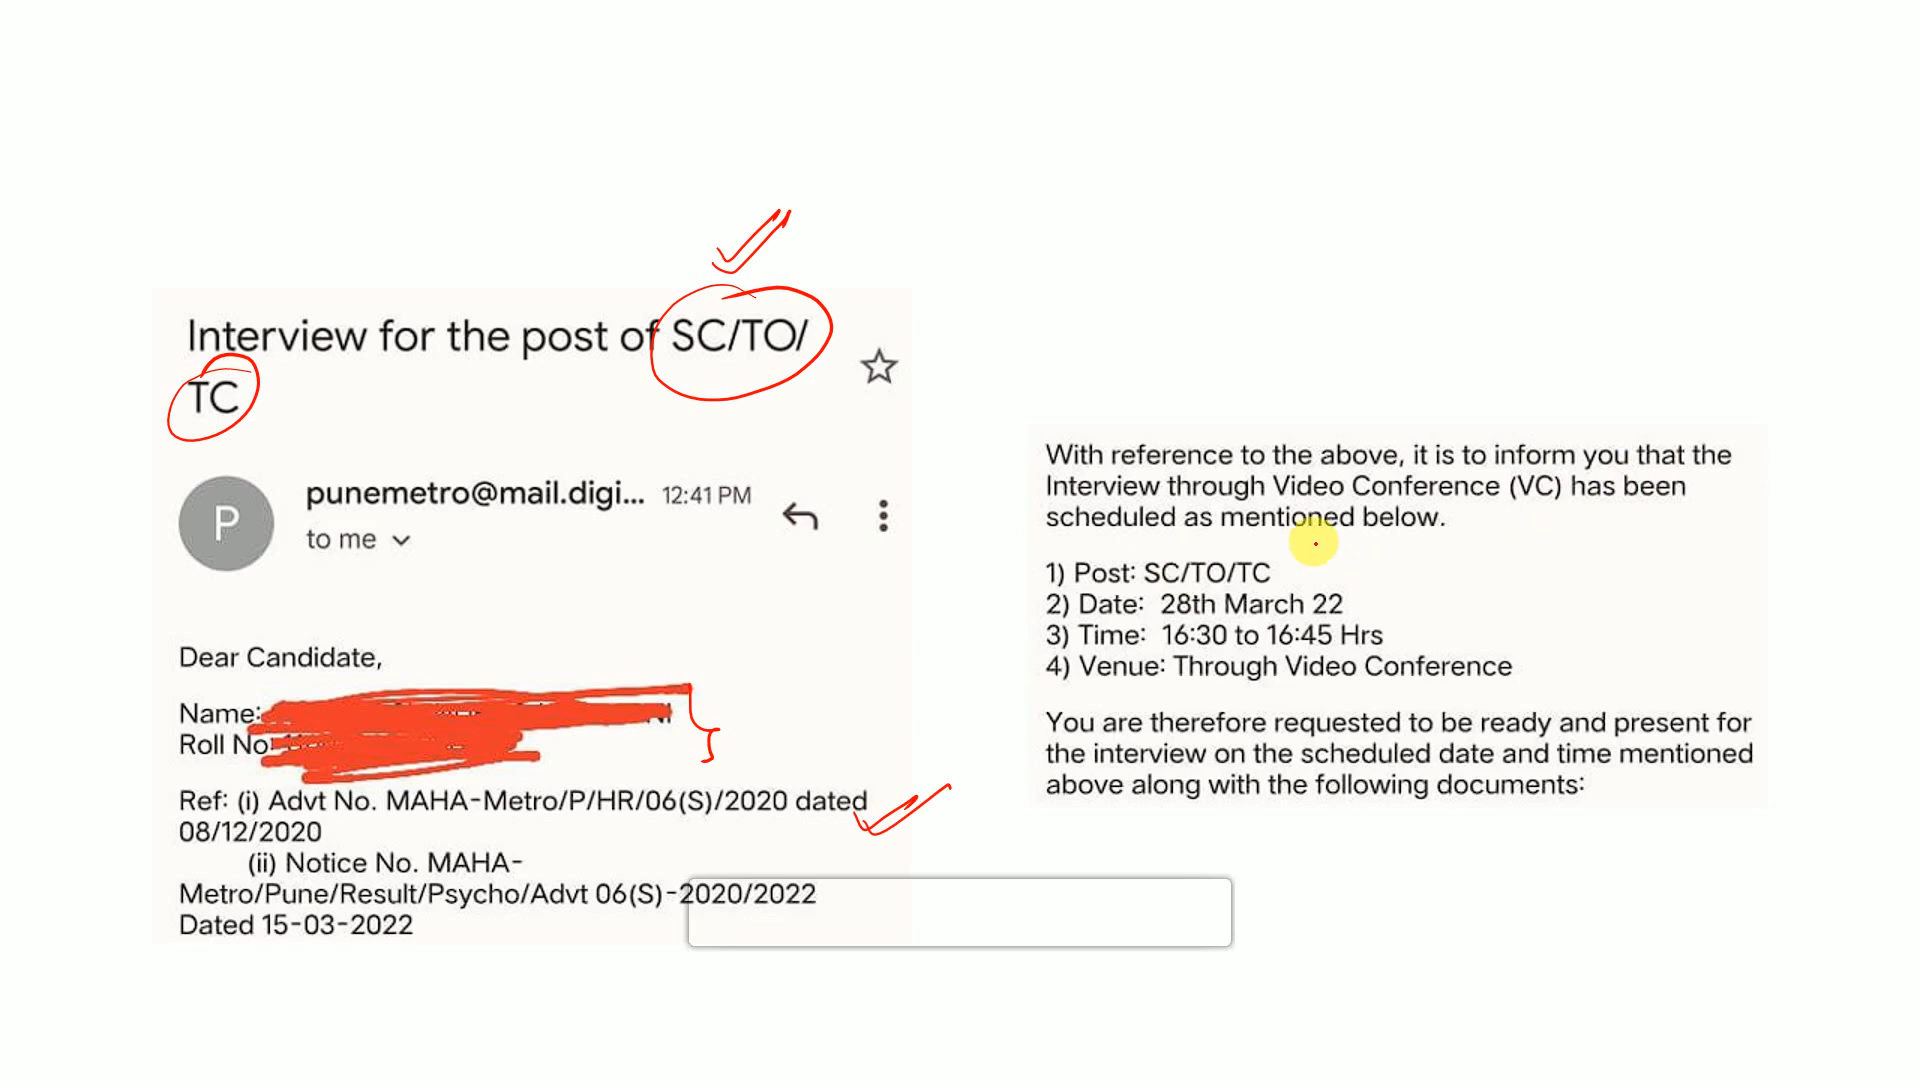 Interview for the post of SC/TO/
TC
P
punemetro@mail.digi... 12:41 PM
to me
Dear Candidate,
Name:
Roll No
Ref: (i) Advt No. MAHA-Metro/P/HR/06(S)/2020 dated
08/12/2020
(ii) Notice No. MAHA-
Metro/Pune/Result/Psycho/Advt 06(S)-2020/2022
Dated 15-03-2022
With reference to the above, it is to inform you that the
Interview through Video Conference (VC) has been
scheduled as mentioned below.
1) Post: SC/TO/TC
2) Date: 28th March 22
3) Time: 16:30 to 16:45 Hrs
4) Venue: Through Video Conference
You are therefore requested to be ready and present for
the interview on the scheduled date and time mentioned
above along with the following documents: